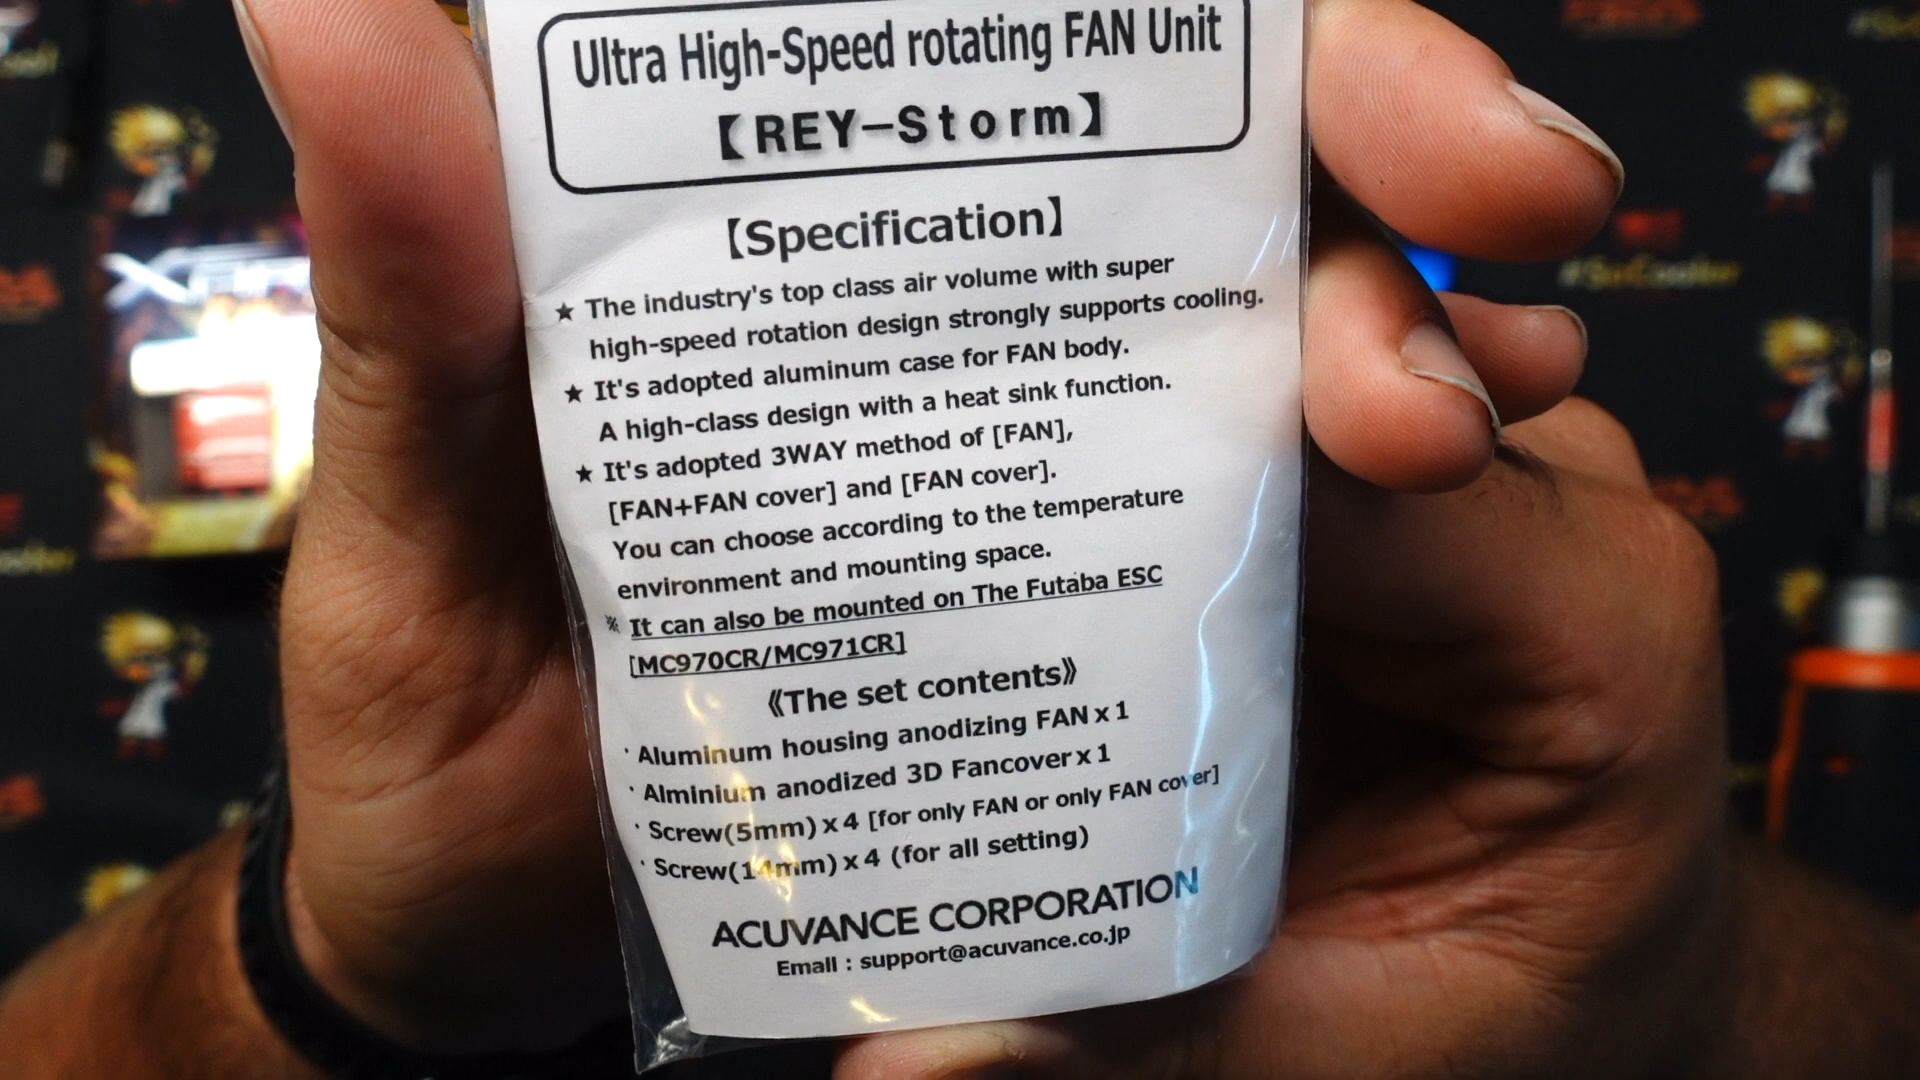 Ultra High-Speed rotating FAN Unit
【REY-Storm】
【Specification】
★ The industry's top class air volume with super
high-speed rotation design strongly supports cooling.
★ It's adopted aluminum case for FAN body.
A high-class design with a heat sink function.
★ It's adopted 3WAY method of [FAN],
[FAN+FAN cover] and [FAN cover].
You can choose according to the temperature
environment and mounting space.
※ It can also be mounted on The Futaba ESC
[MC970CR/MC971CR]
《The set contents》
・Aluminum housing anodizing FAN x 1
・Alminium anodized 3D Fancover x 1
・Screw(5mm) x 4 [for only FAN or only FAN cover]
・Screw(14mm) x 4 (for all setting)
ACUVANCE CORPORATION
Email : support@acuvance.co.jp
#SoCooler